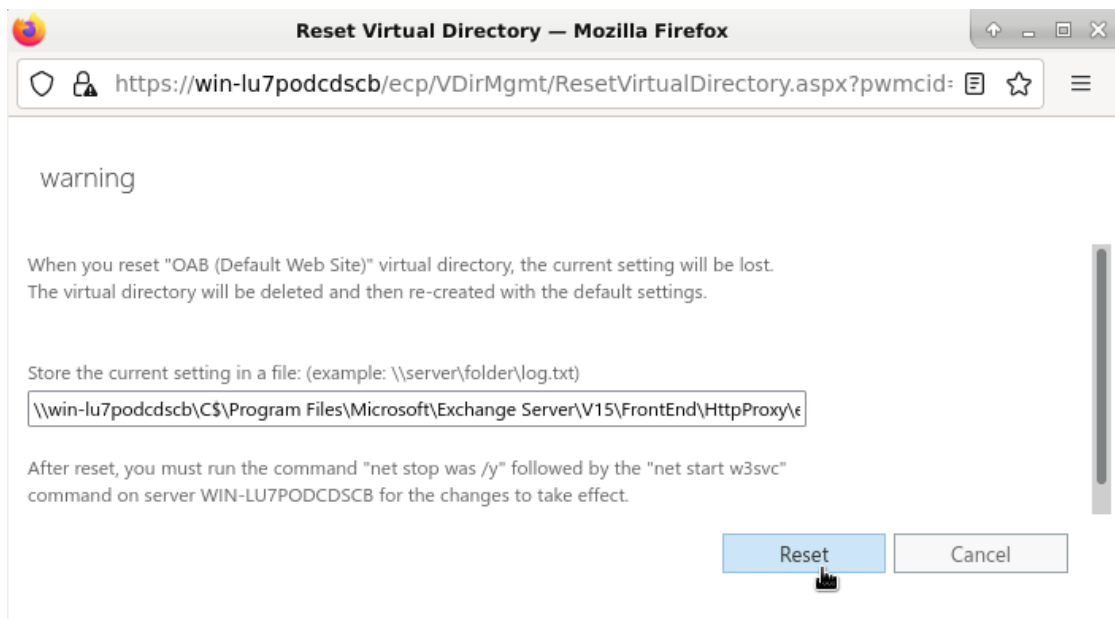 Reset Virtual Directory — Mozilla Firefox
https://win-lu7podcdscb/ecp/VDirMgmt/ResetVirtualDirectory.aspx?pwmcid=
warning
When you reset "OAB (Default Web Site)" virtual directory, the current setting will be lost.
The virtual directory will be deleted and then re-created with the default settings.
Store the current setting in a file: (example: \\server\folder\log.txt)
\\win-lu7podcdscb\C$\Program Files\Microsoft\Exchange Server\V15\FrontEnd\HttpProxy\e
After reset, you must run the command "net stop was /y" followed by the "net start w3svc"
command on server WIN-LU7PODCDSCB for the changes to take effect.
Reset
Cancel